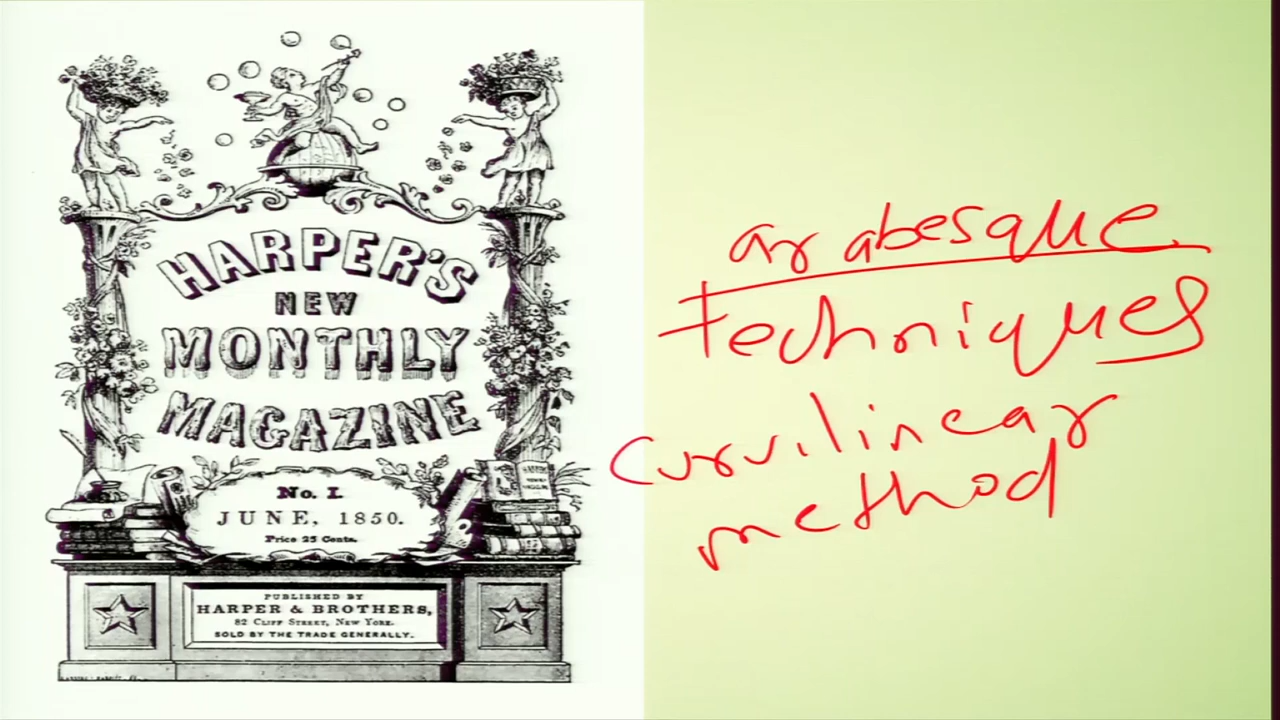 HARPER'S
NEW
MONTHLY
MAGAZINE
No. I.
JUNE, 1850.
Price 25 Cents.
PUBLISHED BY
HARPER & BROTHERS,
82 CLIFF STREET, NEW YORK.
SOLD BY THE TRADE GENERALLY.
arabesque
techniques
curvilinear
method